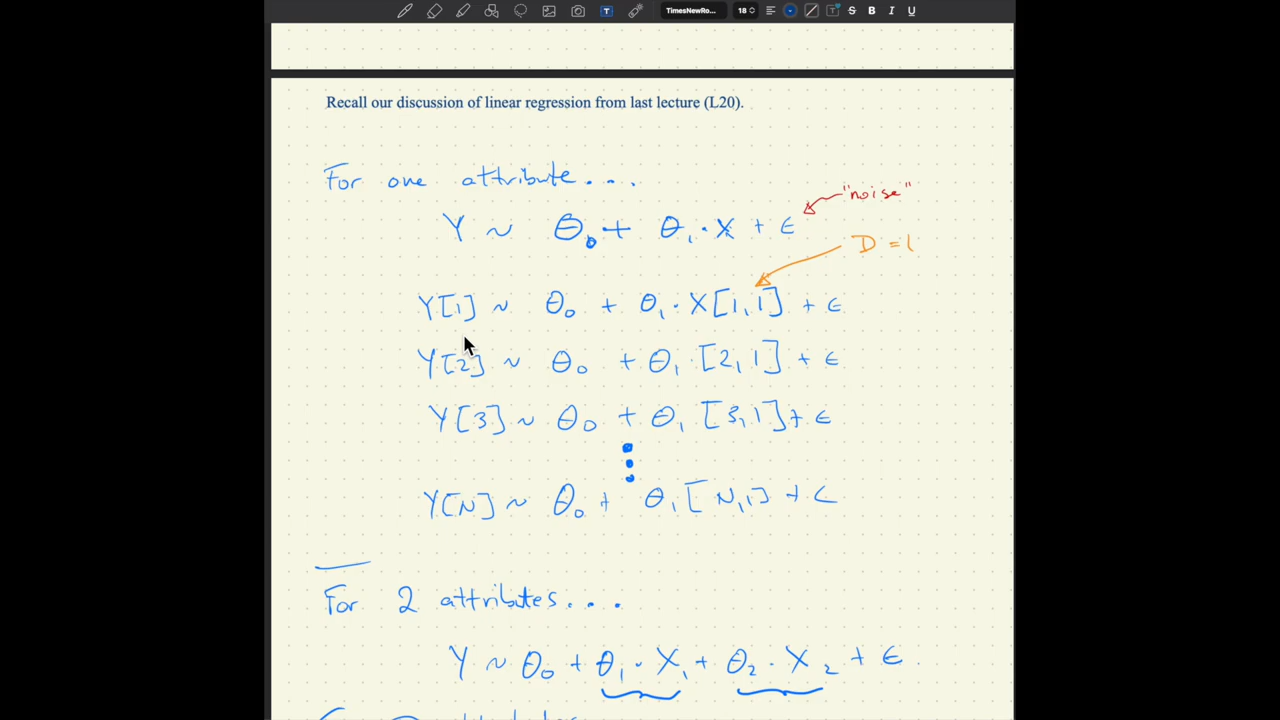 TimesNewRo... 18 T S B I U
Recall our discussion of linear regression from last lecture (L20).
For one attribute...
"noise"
Y ~ θ₀ + θ₁·X + ε
D = 1
Y[1] ~ θ₀ + θ₁·X[1,1] + ε
Y[2] ~ θ₀ + θ₁·[2,1] + ε
Y[3] ~ θ₀ + θ₁[3,1] + ε
⋮
Y[N] ~ θ₀ + θ₁[N,1] + ε
For 2 attributes...
Y ~ θ₀ + θ₁·X₁ + θ₂·X₂ + ε